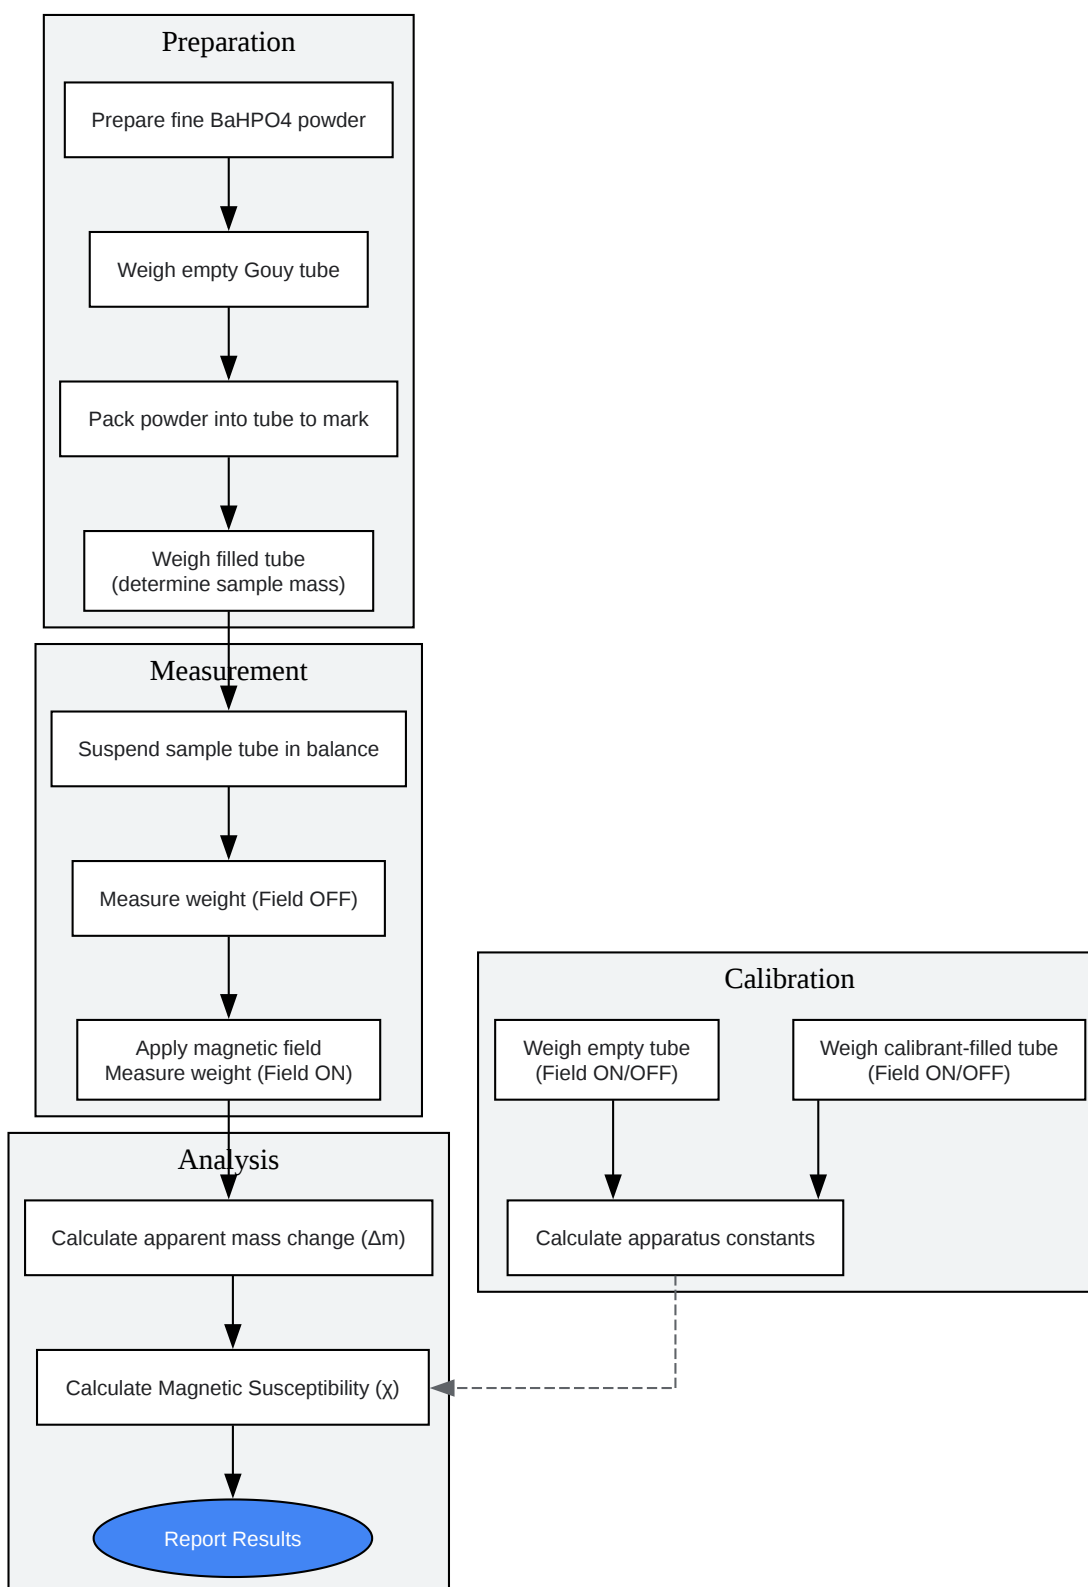 Preparation
Prepare fine BaHPO4 powder
Weigh empty Gouy tube
Pack powder into tube to mark
Weigh filled tube
(determine sample mass)
Measurement
Suspend sample tube in balance
Measure weight (Field OFF)
Apply magnetic field
Measure weight (Field ON)
Calibration
Weigh empty tube
(Field ON/OFF)
Weigh calibrant-filled tube
(Field ON/OFF)
Calculate apparatus constants
Analysis
Calculate apparent mass change (Δm)
Calculate Magnetic Susceptibility (χ)
Report Results